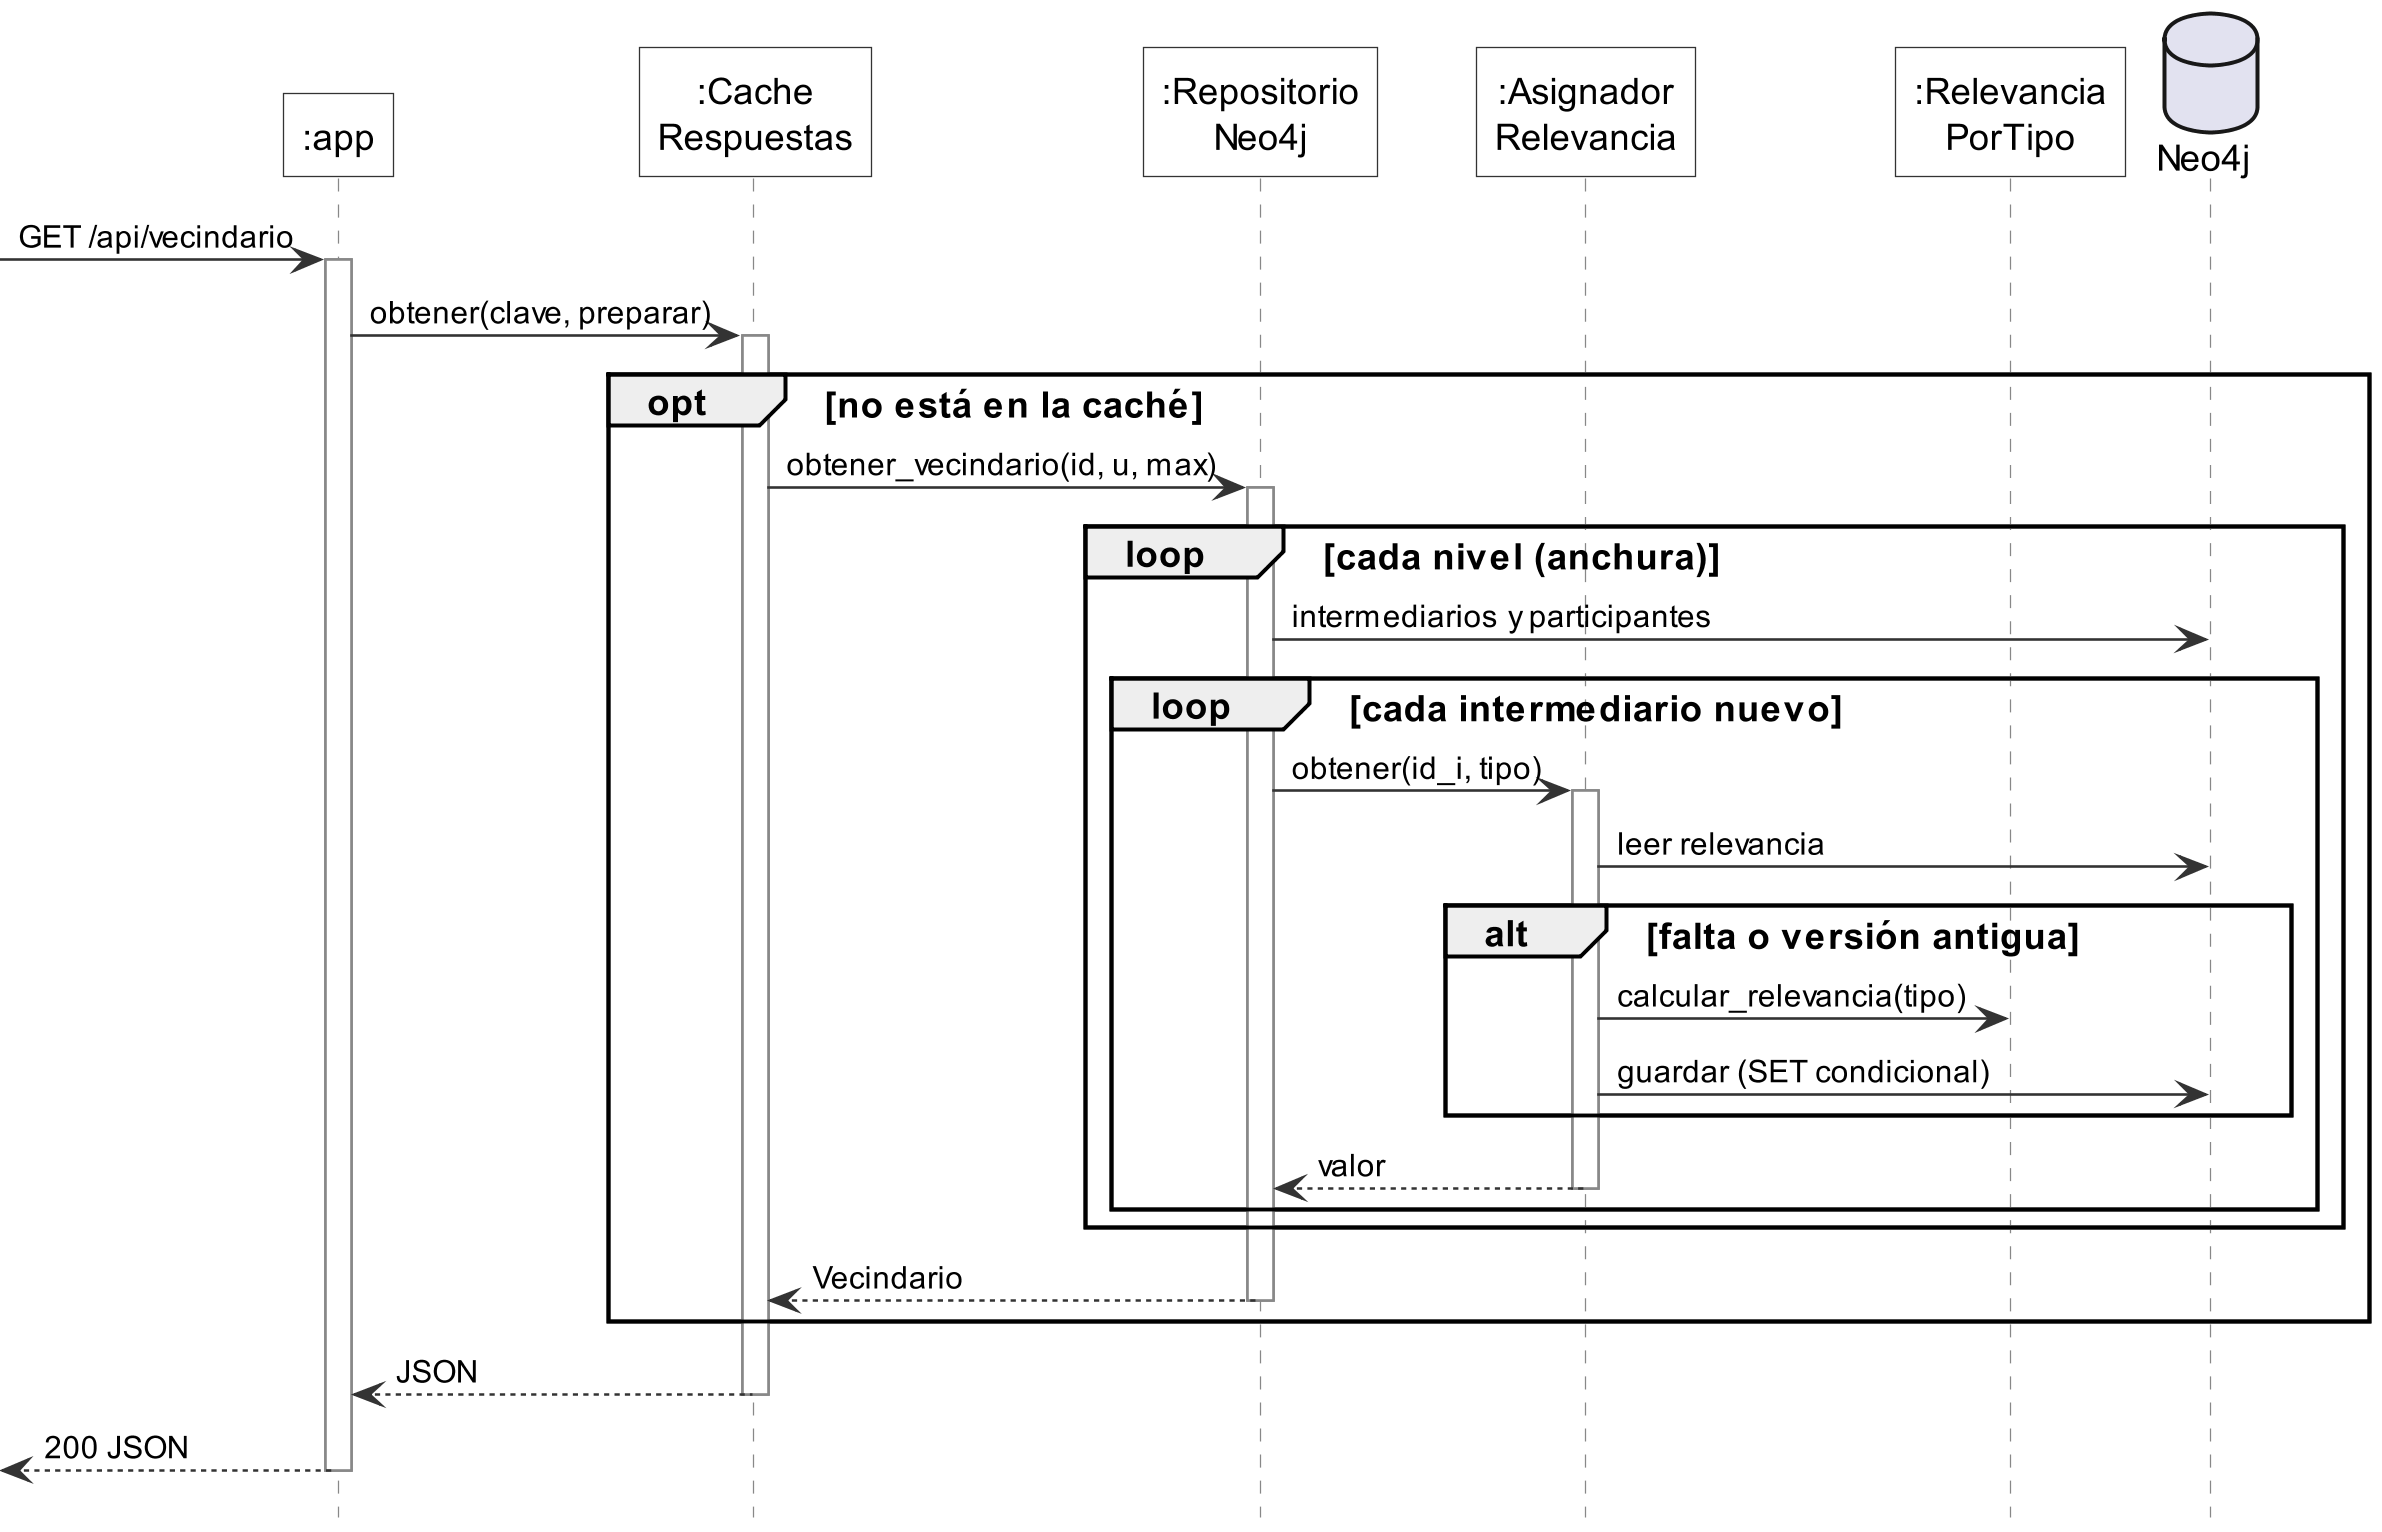 :app
:Cache
Respuestas
:Repositorio
Neo4j
:Asignador
Relevancia
:Relevancia
PorTipo
Neo4j
GET /api/vecindario
obtener(clave, preparar)
opt [no está en la caché]
obtener_vecindario(id, u, max)
loop [cada nivel (anchura)]
intermediarios y participantes
loop [cada intermediario nuevo]
obtener(id_i, tipo)
leer relevancia
alt [falta o versión antigua]
calcular_relevancia(tipo)
guardar (SET condicional)
valor
Vecindario
JSON
200 JSON